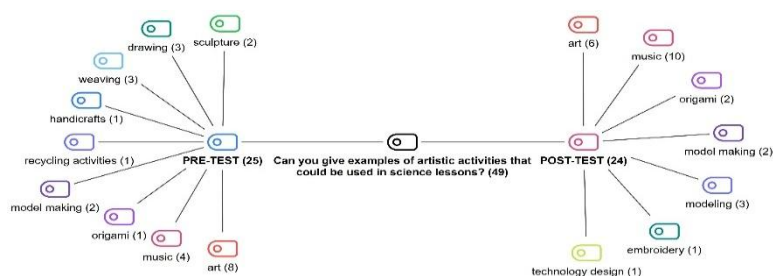 sculpture (2)
drawing (3)
weaving (3)
handicrafts (1)
recycling activities (1)
model making (2)
origami (1)
music (4)
art (8)
PRE-TEST (25)
Can you give examples of artistic activities that
could be used in science lessons? (49)
POST-TEST (24)
art (6)
music (10)
origami (2)
model making (2)
modeling (3)
embroidery (1)
technology design (1)